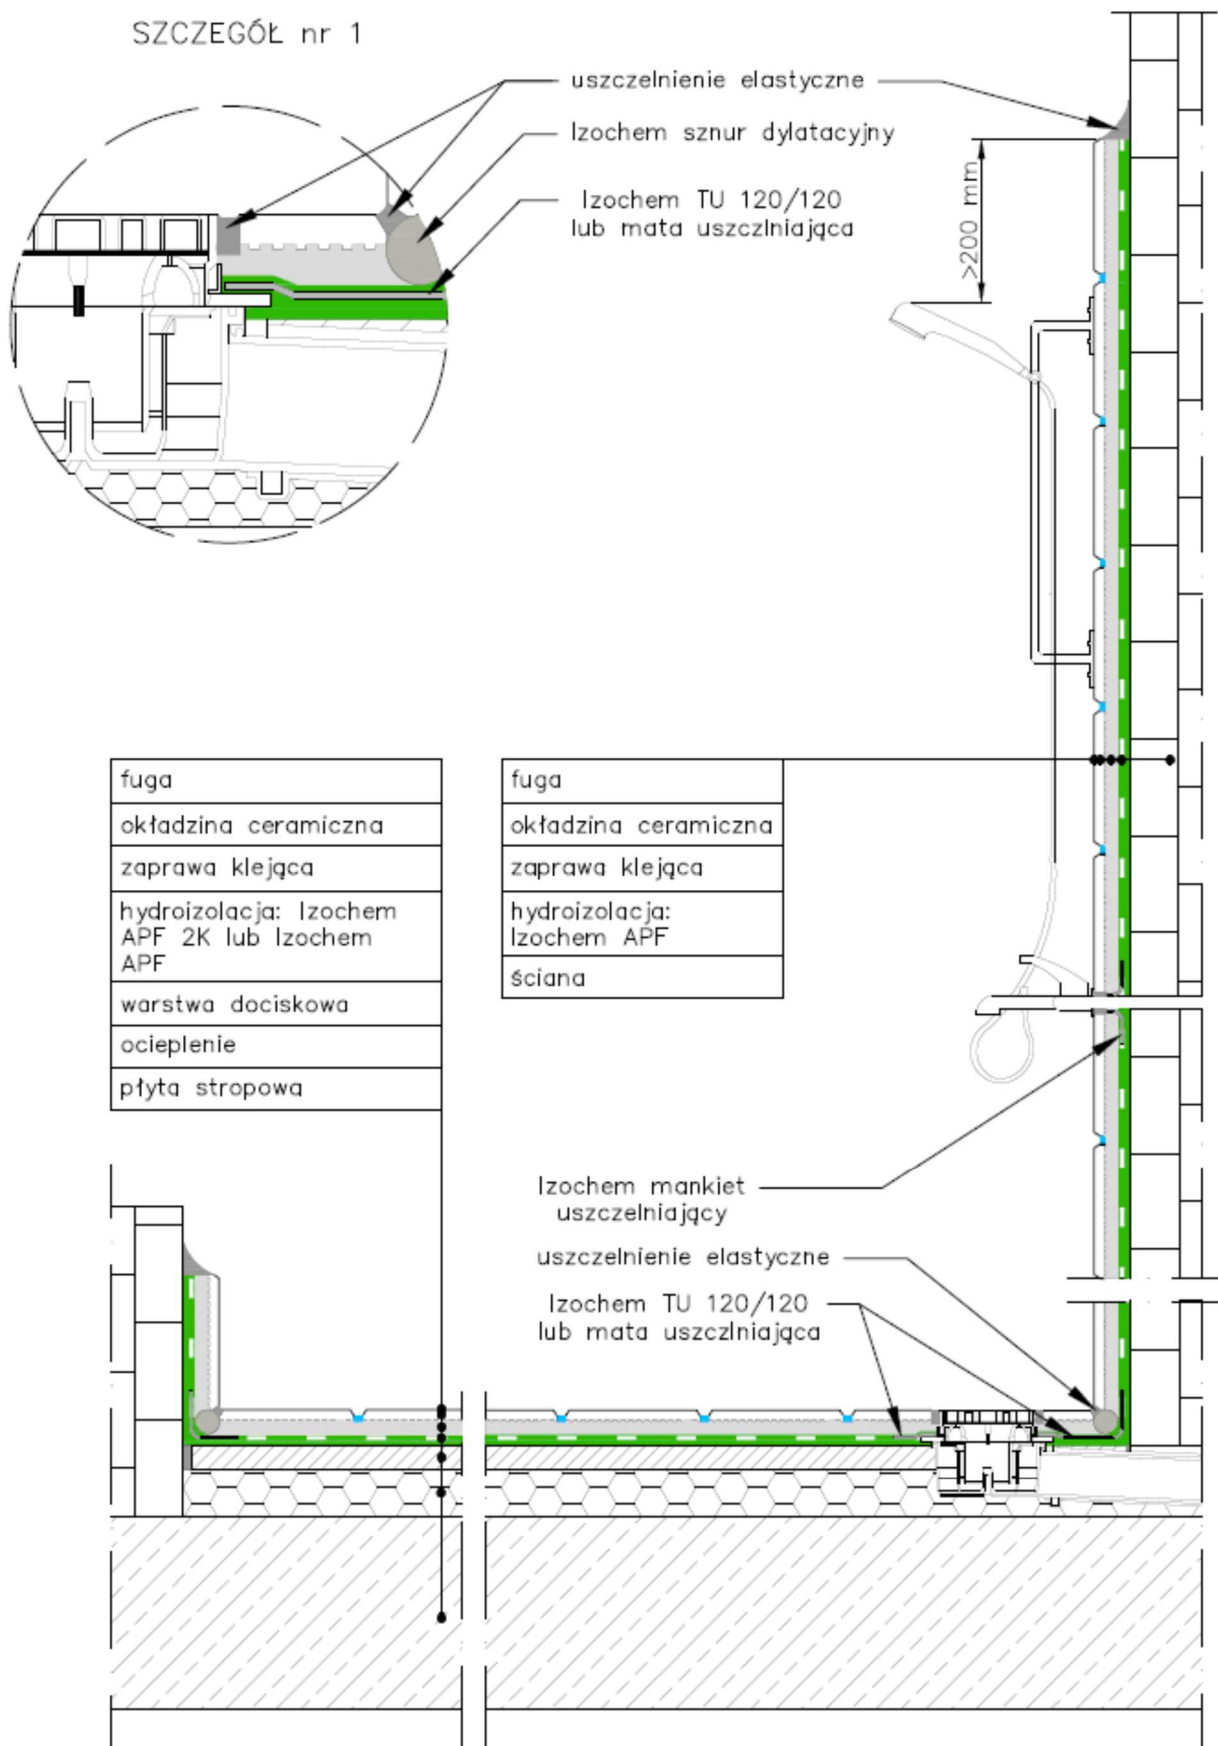 SZCZEGÓŁ nr 1
uszczelnienie elastyczne
Izochem sznur dylatacyjny
Izochem TU 120/120
lub mata uszczlniająca
>200 mm
fuga
okładzina ceramiczna
zaprawa klejąca
hydroizolacja: Izochem
APF 2K lub Izochem
APF
warstwa dociskowa
ocieplenie
płyta stropowa
fuga
okładzina ceramiczna
zaprawa klejąca
hydroizolacja:
Izochem APF
ściana
Izochem mankiet
uszczelniający
uszczelnienie elastyczne
Izochem TU 120/120
lub mata uszczlniająca